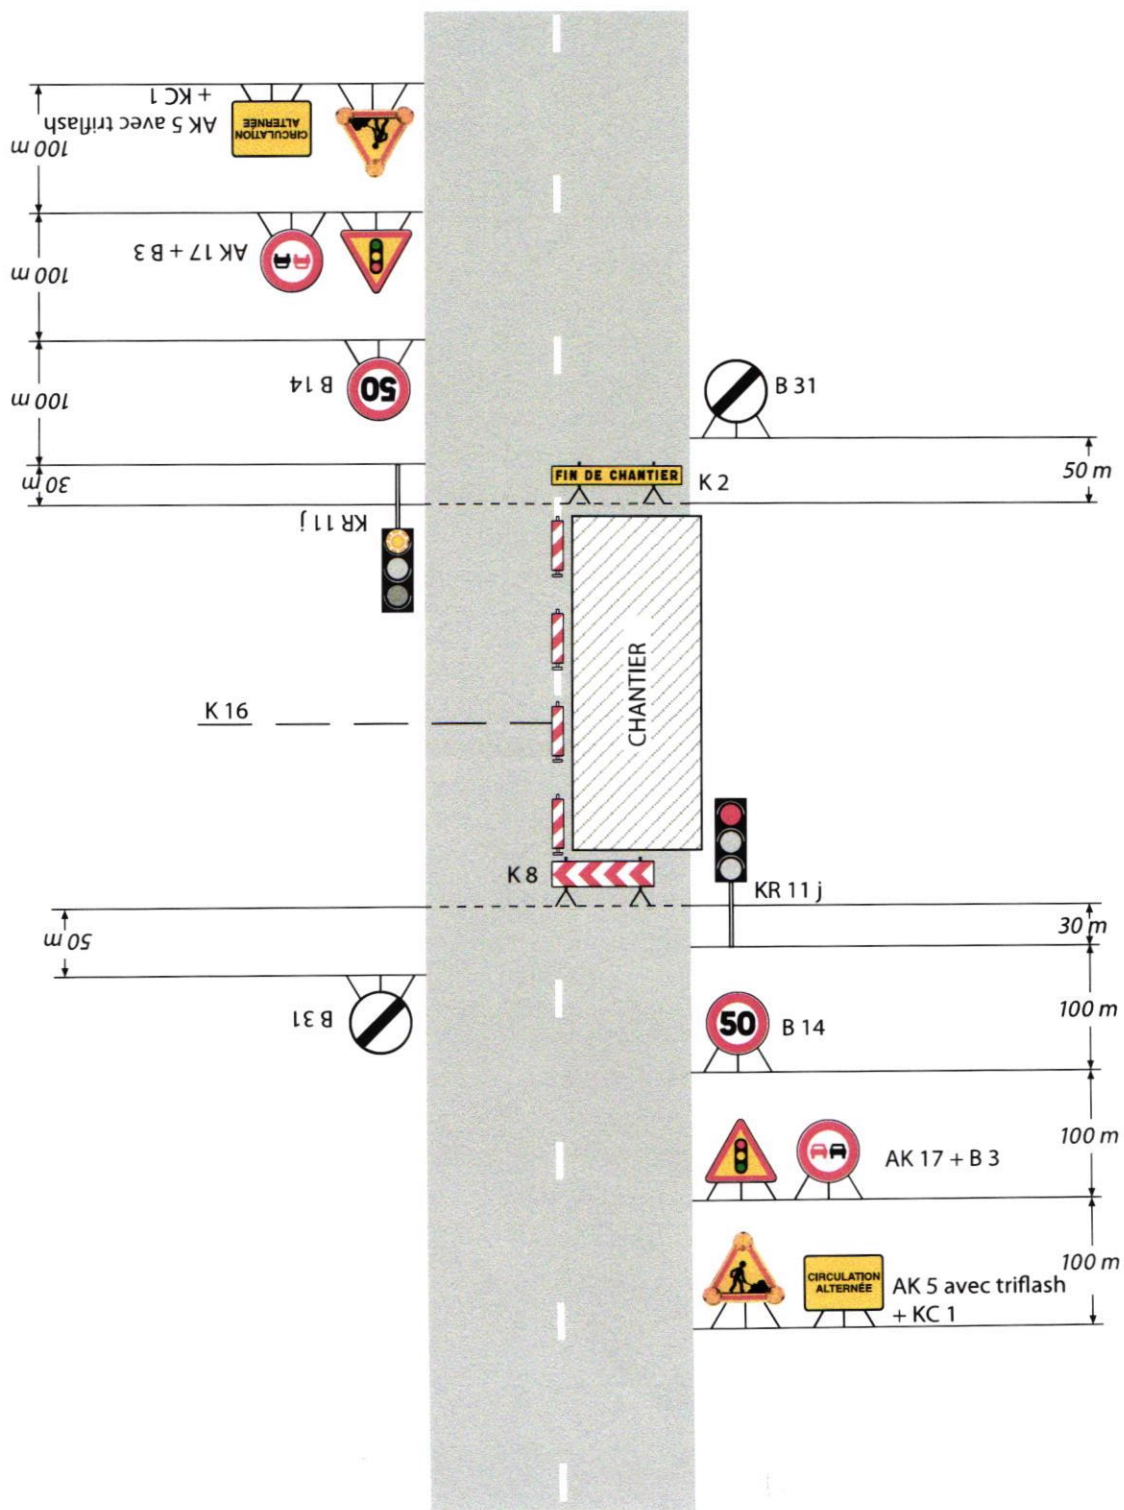 100 m
AK 5 avec triflash
+ KC 1
CIRCULATION
ALTERNÉE
100 m
AK 17 + B 3
100 m
B 14
50
30 m
KR 11 j
B 31
50 m
FIN DE CHANTIER
K 2
CHANTIER
K 16
K 8
KR 11 j
30 m
50 m
B 31
50
B 14
100 m
AK 17 + B 3
100 m
CIRCULATION
ALTERNÉE
AK 5 avec triflash
+ KC 1
100 m